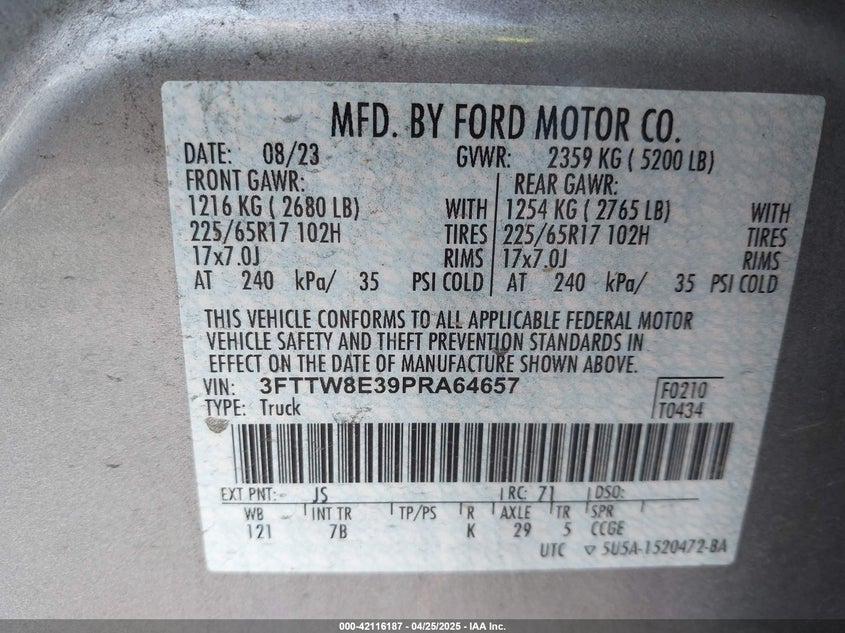 MFD. BY FORD MOTOR CO.
DATE: 08/23 GVWR: 2359 KG ( 5200 LB)
FRONT GAWR: REAR GAWR:
1216 KG ( 2680 LB) WITH 1254 KG ( 2765 LB) WITH
225/65R17 102H TIRES 225/65R17 102H TIRES
17x7.0J RIMS 17x7.0J RIMS
AT 240 kPa/ 35 PSI COLD AT 240 kPa/ 35 PSI COLD
THIS VEHICLE CONFORMS TO ALL APPLICABLE FEDERAL MOTOR
VEHICLE SAFETY AND THEFT PREVENTION STANDARDS IN
EFFECT ON THE DATE OF MANUFACTURE SHOWN ABOVE.
VIN: 3FTTW8E39PRA64657 F0210
TYPE: Truck T0434
EXT PNT: JS RC: 71 DSO:
WB INT TR TP/PS R AXLE TR SPR
121 7B K 29 5 CCGE
UTC ▽ 5U5A-1520472-BA
000-42116187 - 04/25/2025 - IAA Inc.